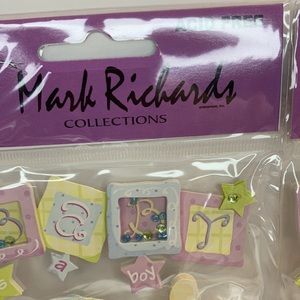 ACID FREE
Mark Richards
COLLECTIONS
B a B Y
a boy